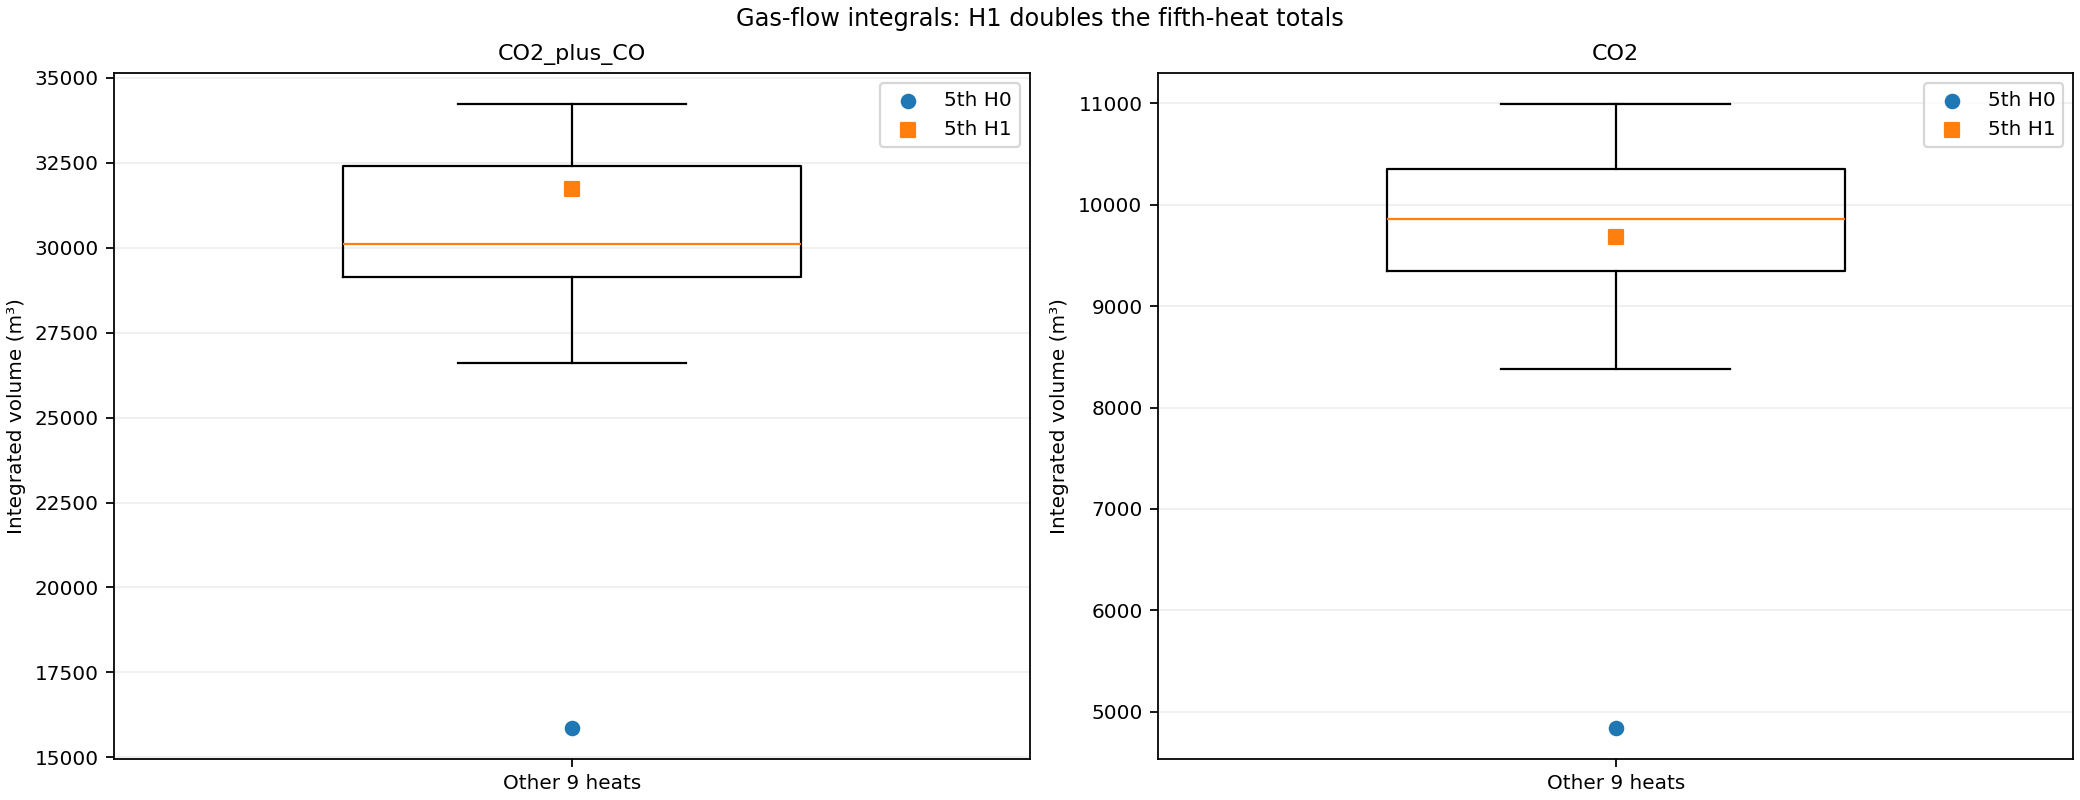 Gas-flow integrals: H1 doubles the fifth-heat totals
CO2_plus_CO
35000
32500
30000
27500
25000
22500
20000
17500
15000
Integrated volume (m³)
5th H0
5th H1
Other 9 heats
CO2
11000
10000
9000
8000
7000
6000
5000
Integrated volume (m³)
5th H0
5th H1
Other 9 heats